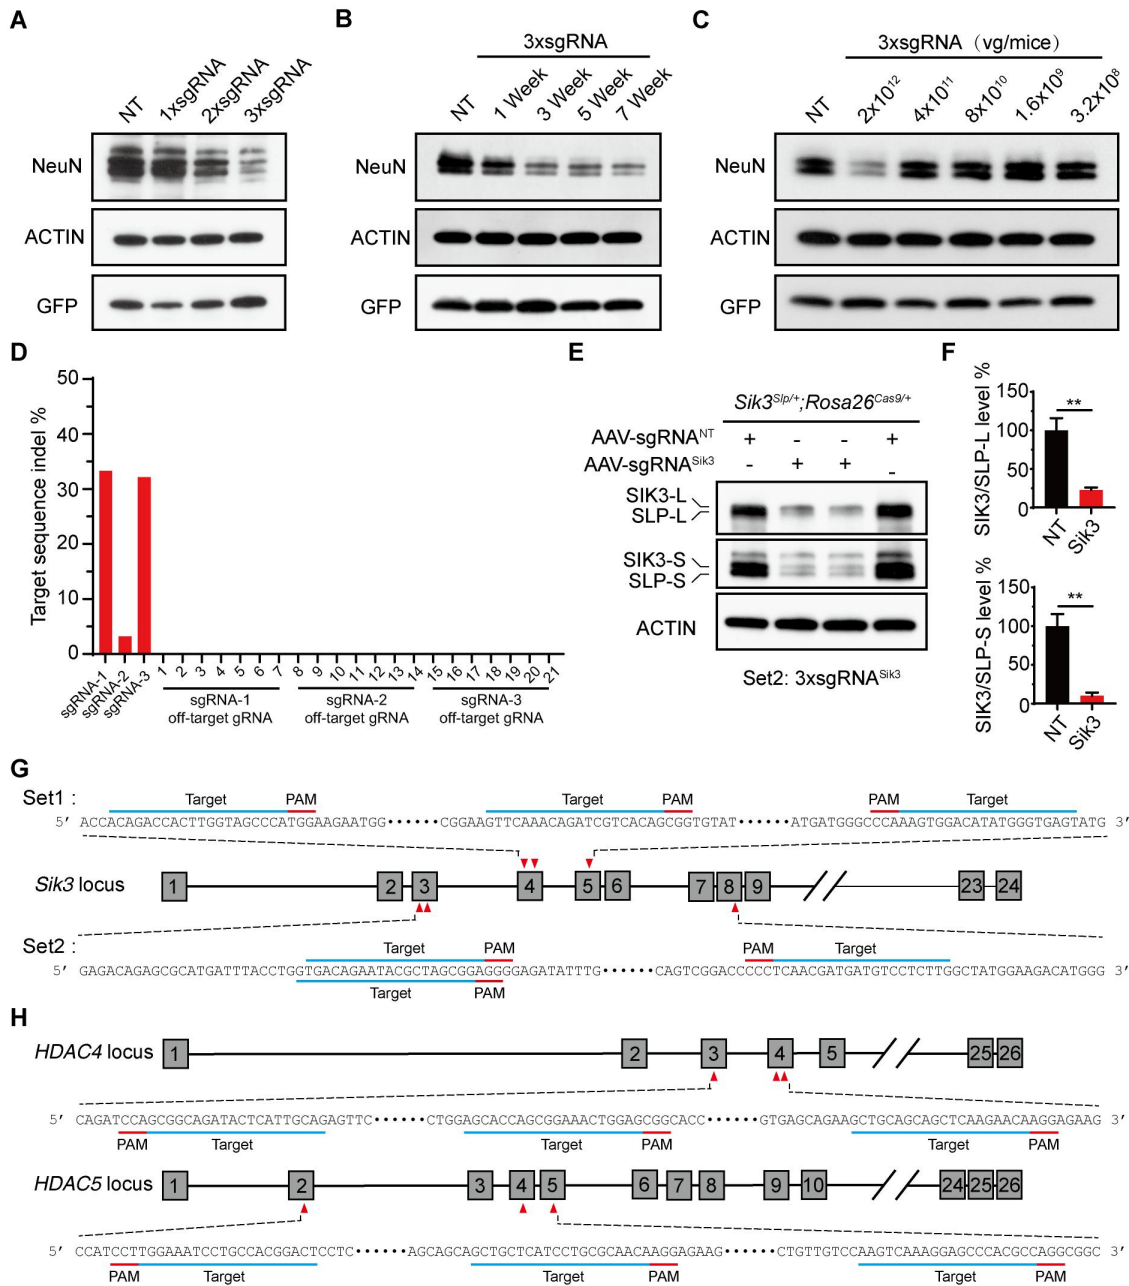 A
NT
1xsgRNA
2xsgRNA
3xsgRNA
NeuN
ACTIN
GFP
B
3xsgRNA
NT
1 Week
3 Week
5 Week
7 Week
NeuN
ACTIN
GFP
C
3xsgRNA（vg/mice）
NT
2x10¹²
4x10¹¹
8x10¹⁰
1.6x10⁹
3.2x10⁸
NeuN
ACTIN
GFP
D
Target sequence indel %
50
40
30
20
10
0
sgRNA-1
sgRNA-2
sgRNA-3
1 2 3 4 5 6 7 8 9 10 11 12 13 14 15 16 17 18 19 20 21
sgRNA-1
off-target gRNA
sgRNA-2
off-target gRNA
sgRNA-3
off-target gRNA
E
Sik3^Slp/+;Rosa26^Cas9/+
AAV-sgRNA^NT + - - +
AAV-sgRNA^Sik3 - + + -
SIK3-L
SLP-L
SIK3-S
SLP-S
ACTIN
Set2: 3xsgRNA^Sik3
F
SIK3/SLP-L level %
150
100
50
0
**
NT
Sik3
SIK3/SLP-S level %
150
100
50
0
**
NT
Sik3
G
Set1 :
Target PAM Target PAM PAM Target
5′ ACCACAGACCACTTGGTAGCCCATGGAAGAATGG······CGGAAGTTCAAACAGATCGTCACAGCGGTGTAT······ATGATGGGCCCAAAGTGGACATATGGGTGAGTATG 3′
Sik3 locus 1 2 3 4 5 6 7 8 9 23 24
Set2 :
Target PAM PAM Target
5′ GAGACAGAGCGCATGATTTACCTGGTGACAGAATACGCTAGCGGAGGGGAGATATTTG······CAGTCGGACCCCCTCAACGATGATGTCCTCTTGGCTATGGAAGACATGGG 3′
Target PAM
H
HDAC4 locus 1 2 3 4 5 25 26
5′ CAGATCCAGCGGCAGATACTCATTGCAGAGTTC······CTGGAGCACCAGCGGAAACTGGAGCGGCACC······GTGAGCAGAAGCTGCAGCAGCTCAAGAACAAGGAGAAG 3′
PAM Target Target PAM Target PAM
HDAC5 locus 1 2 3 4 5 6 7 8 9 10 24 25 26
5′ CCATCCTTGGAAATCCTGCCACGGACTCCTC······AGCAGCAGCTGCTCATCCTGCGCAACAAGGAGAAG······CTGTTGTCCAAGTCAAAGGAGCCCACGCCAGGCGGC 3′
PAM Target Target PAM Target PAM